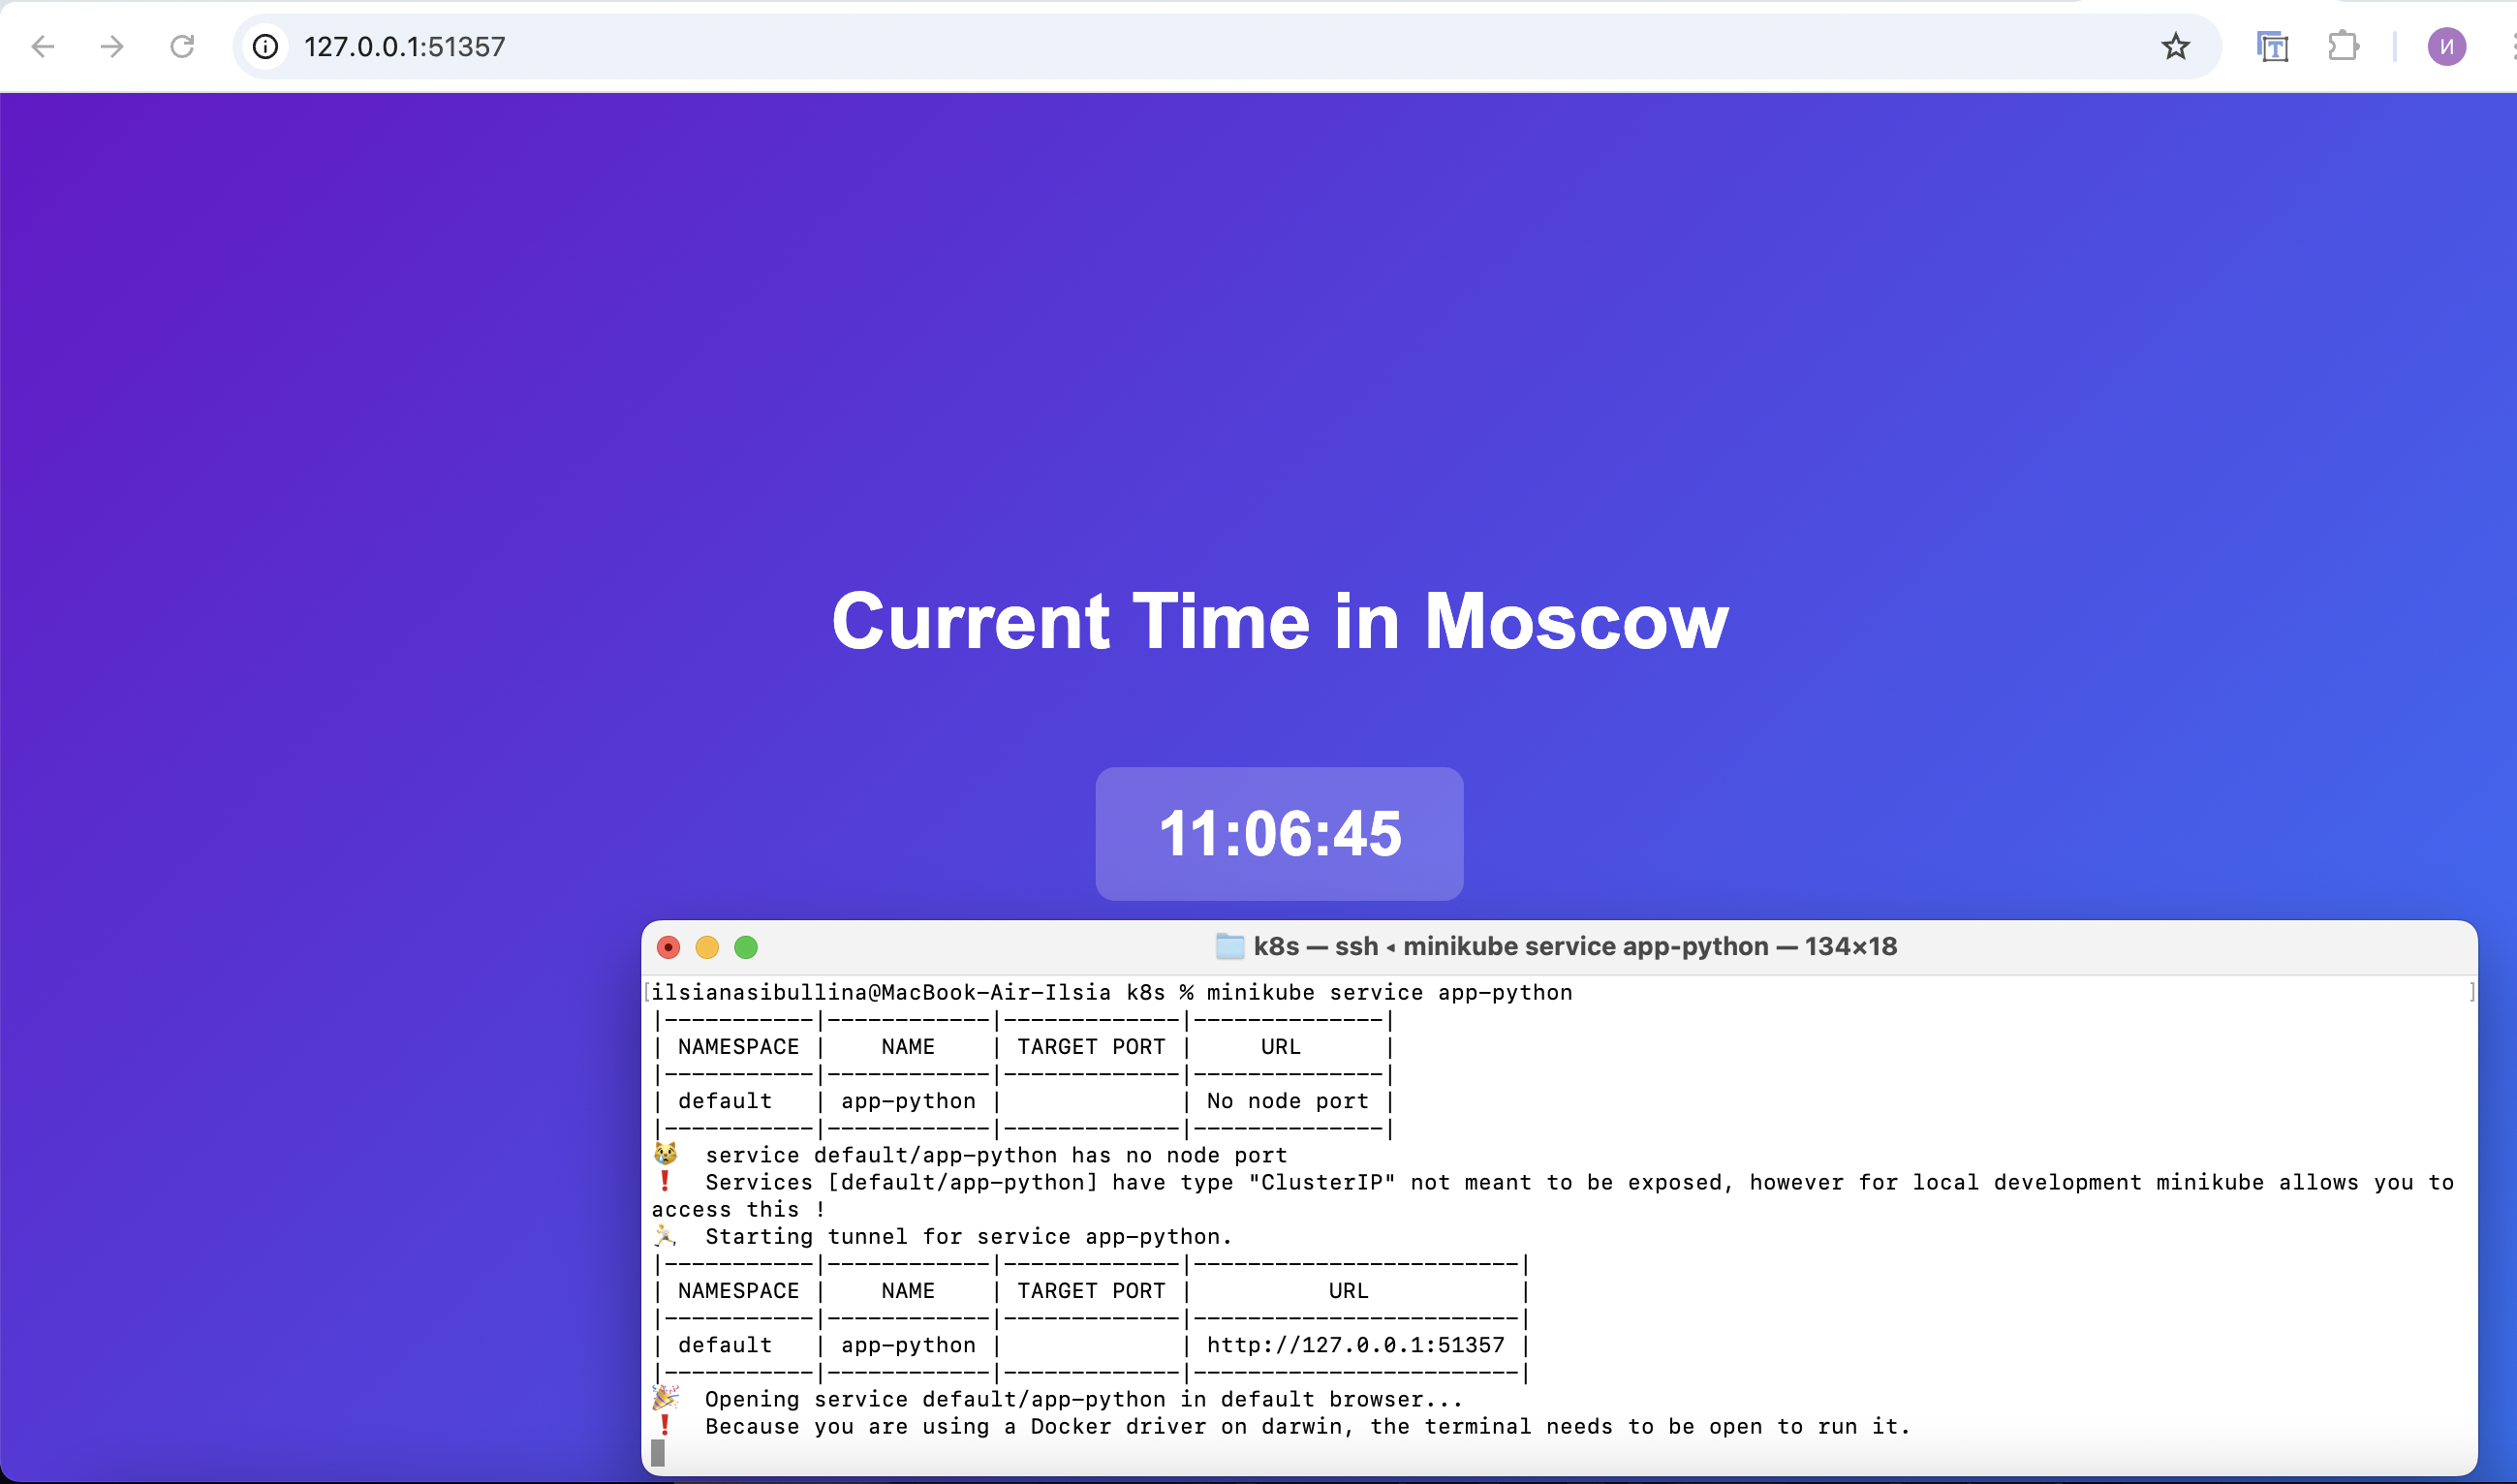 127.0.0.1:51357
И
Current Time in Moscow
11:06:45
k8s — ssh ◂ minikube service app-python — 134×18
[ilsianasibullina@MacBook-Air-Ilsia k8s % minikube service app-python ]
|-----------|------------|-------------|--------------|
| NAMESPACE |    NAME    | TARGET PORT |     URL      |
|-----------|------------|-------------|--------------|
| default   | app-python |             | No node port |
|-----------|------------|-------------|--------------|
😿  service default/app-python has no node port
❗  Services [default/app-python] have type "ClusterIP" not meant to be exposed, however for local development minikube allows you to
access this !
🏃  Starting tunnel for service app-python.
|-----------|------------|-------------|------------------------|
| NAMESPACE |    NAME    | TARGET PORT |          URL           |
|-----------|------------|-------------|------------------------|
| default   | app-python |             | http://127.0.0.1:51357 |
|-----------|------------|-------------|------------------------|
🎉  Opening service default/app-python in default browser...
❗  Because you are using a Docker driver on darwin, the terminal needs to be open to run it.